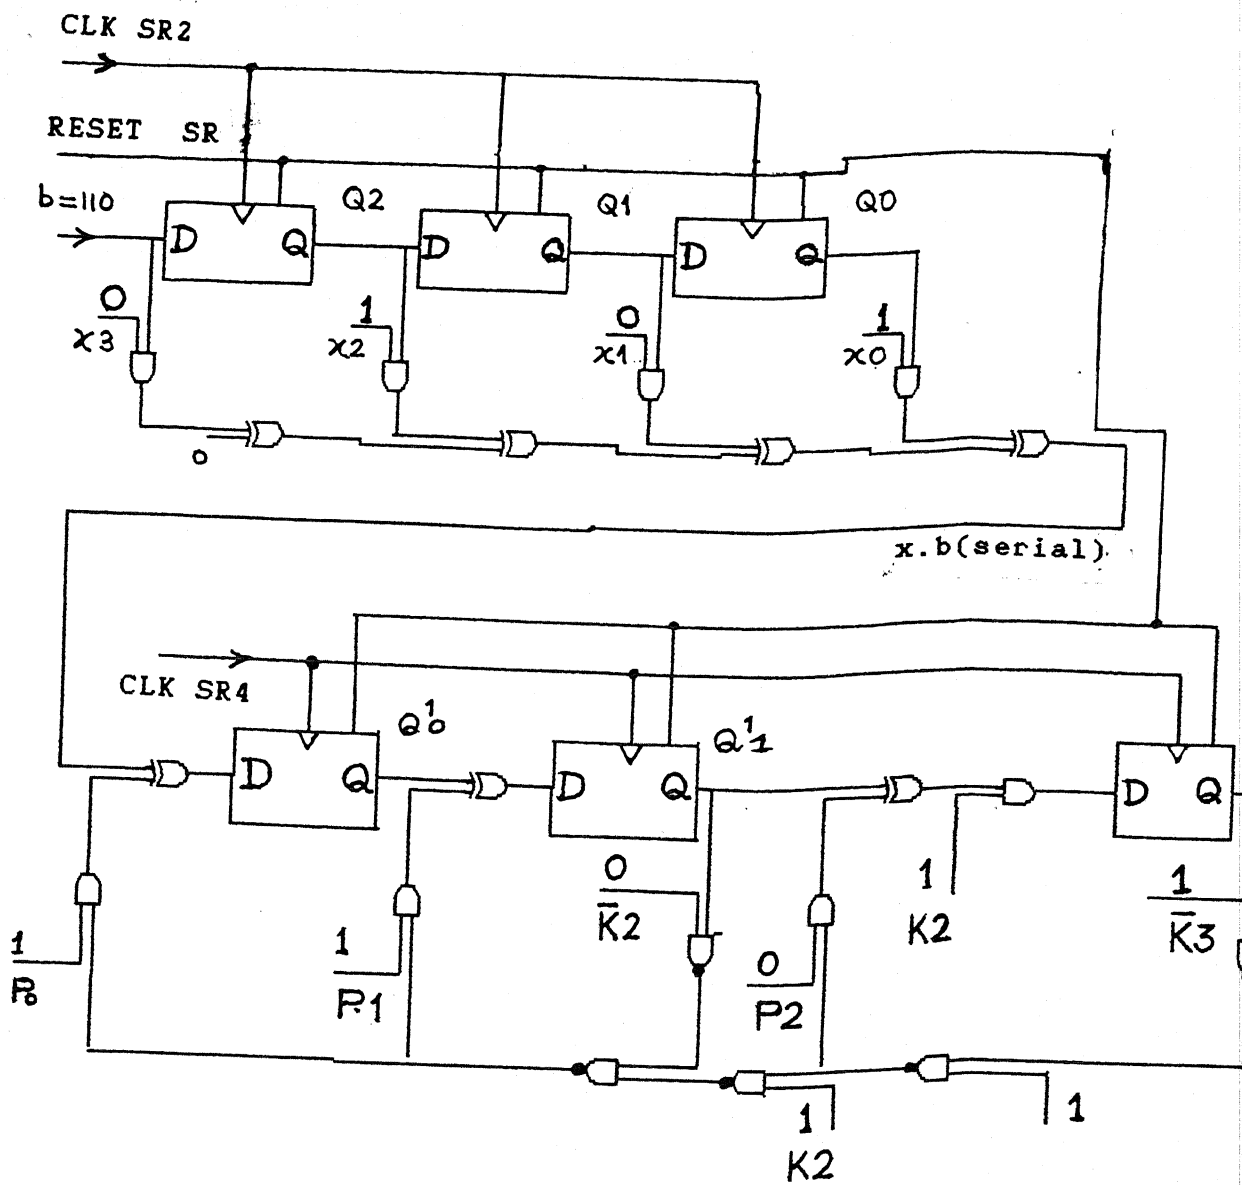 CLK SR2
RESET SR
b=110
Q2
Q1
Q0
D Q
D Q
D Q
0
x3
1
x2
0
x1
1
x0
0
x.b(serial)
CLK SR4
Q'0
Q'1
D Q
D Q
D Q
0
K̅2
1
K2
1
K̅3
1
P0
1
P1
0
P2
1
K2
1